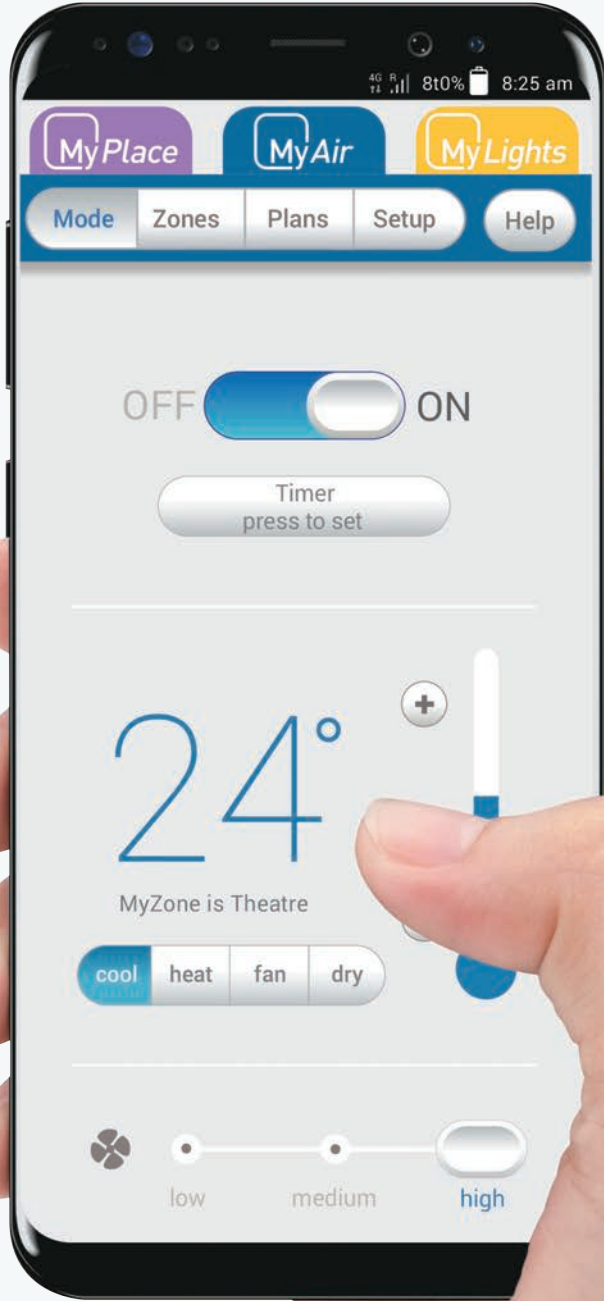 4G R 8t0% 8:25 am
MyPlace MyAir MyLights
Mode Zones Plans Setup Help
OFF ON
Timer
press to set
24°
MyZone is Theatre
cool heat fan dry
low medium high